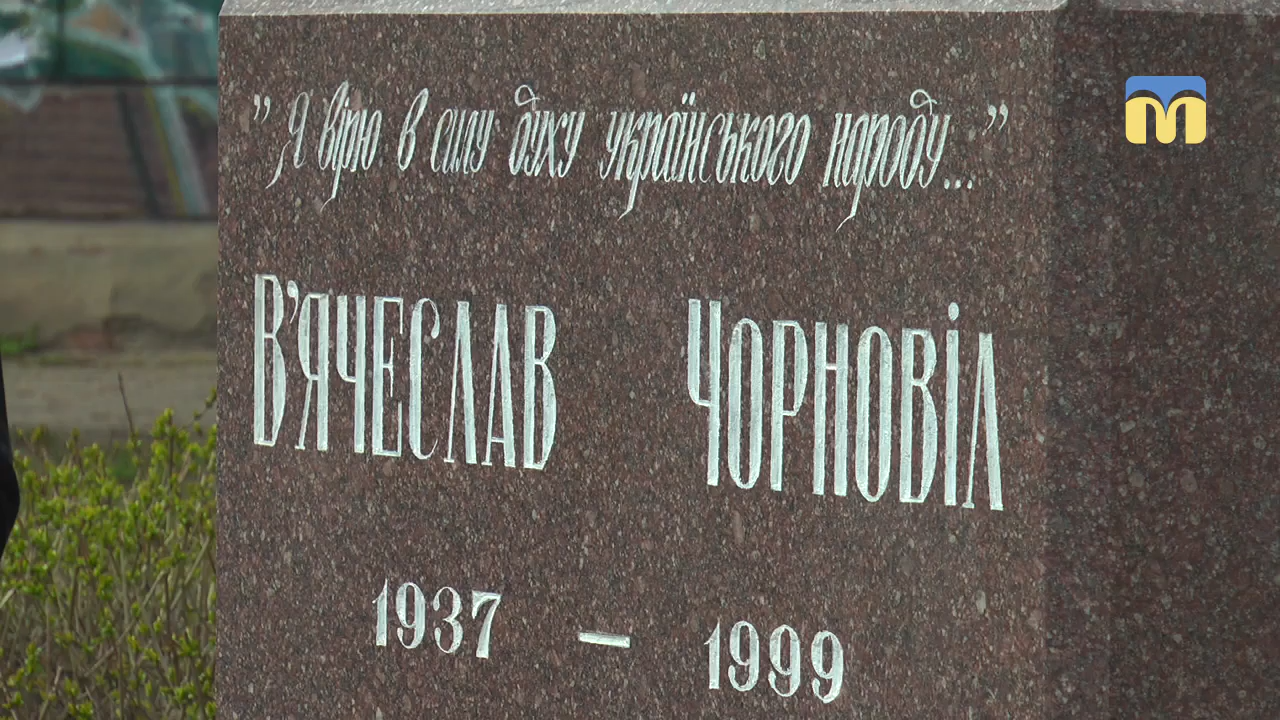 ” Я вірю в силу духу українського народу...”
В’ЯЧЕСЛАВ ЧОРНОВІЛ
1937 – 1999